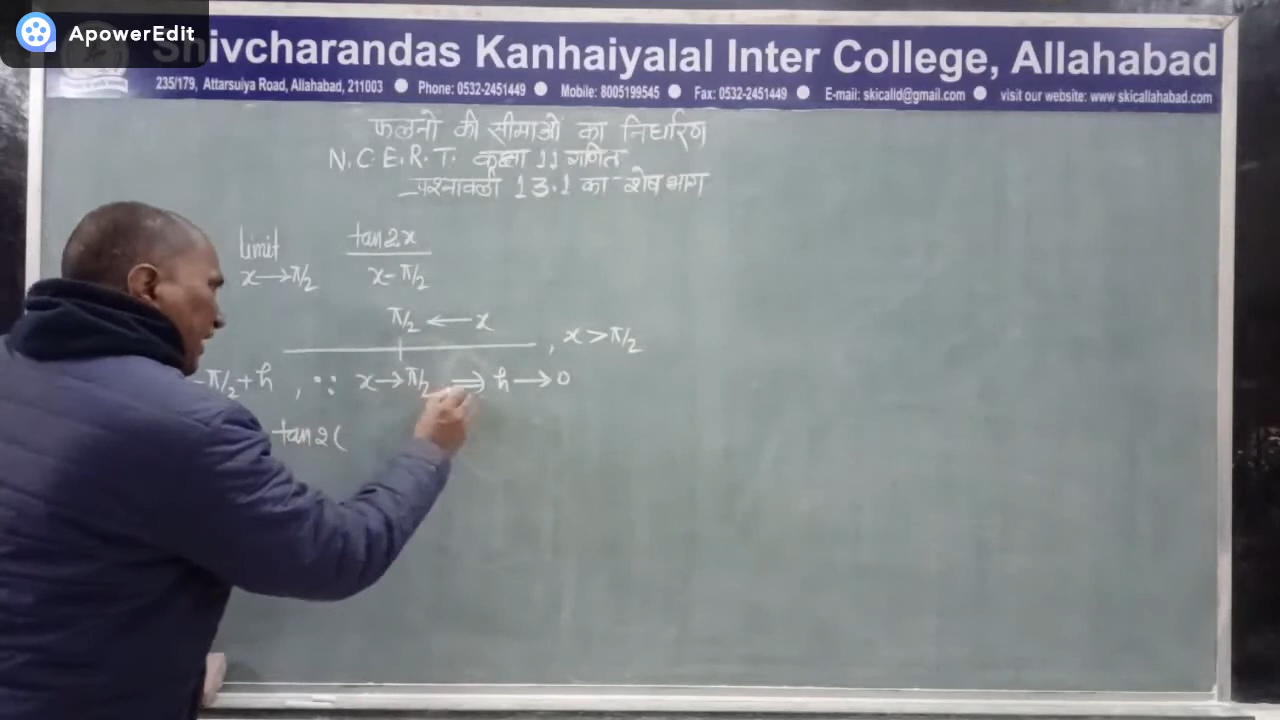 ApowerEdit
Shivcharandas Kanhaiyalal Inter College, Allahabad
235/179, Attarsuiya Road, Allahabad, 211003 ● Phone: 0532-2451449 ● Mobile: 8005199545 ● Fax: 0532-2451449 ● E-mail: skicalld@gmail.com ● visit our website: www.skicallahabad.com
फलनो की सीमाओं का निर्धारण
N.C.E.R.T. कक्षा 11 गणित
प्रश्नावली 13.1 का शेष भाग
limit tan2x
x→π/2 x-π/2
π/2 ← x
, x > π/2
π/2+h , ∵ x→π/2 ⇒ h→0
tan2(